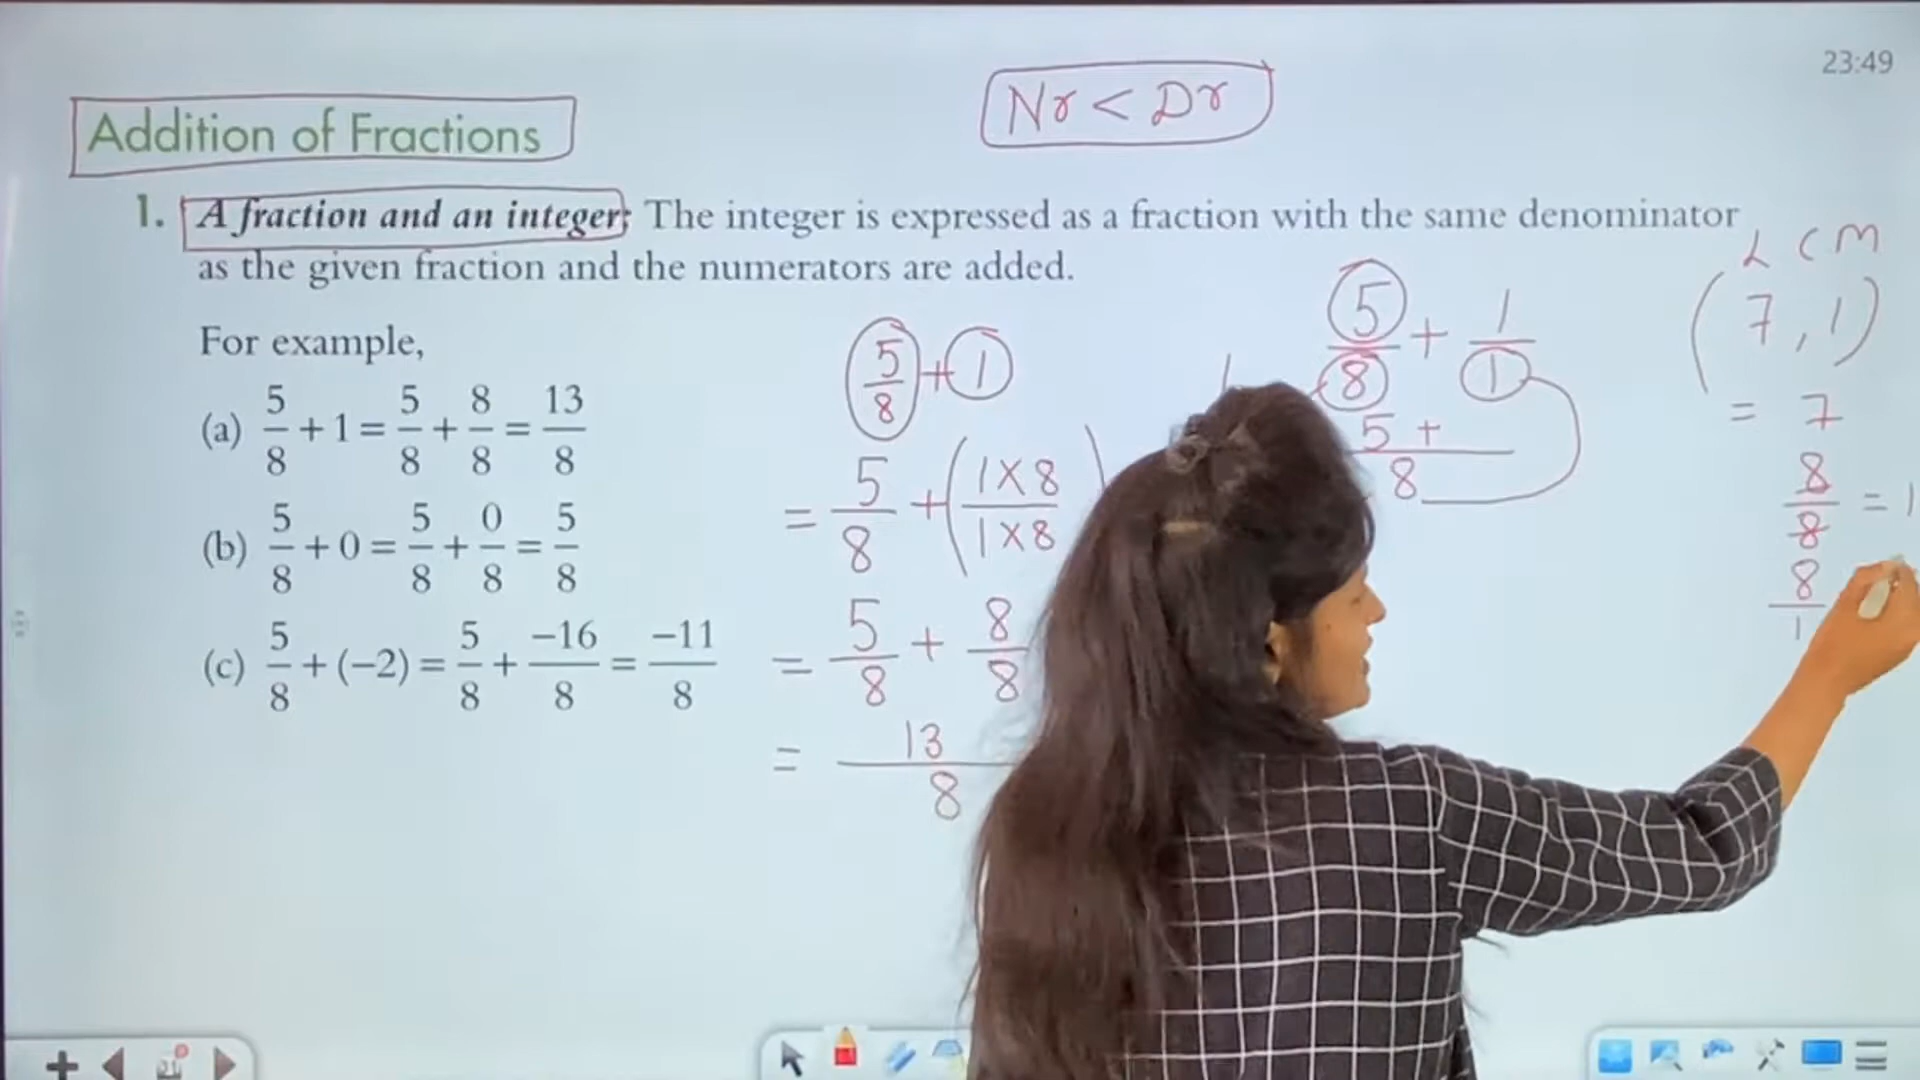 23:49
Nr < Dr
Addition of Fractions
1. A fraction and an integer: The integer is expressed as a fraction with the same denominator
as the given fraction and the numerators are added.
For example,
(a) 5/8 + 1 = 5/8 + 8/8 = 13/8
(b) 5/8 + 0 = 5/8 + 0/8 = 5/8
(c) 5/8 + (−2) = 5/8 + −16/8 = −11/8
5/8 + 1
= 5/8 + (1×8/1×8
= 5/8 + 8/8
= 13/8
5/8 + 1/1
5 +
8
LCM
(7, 1)
= 7
8/8 = 1
8/1